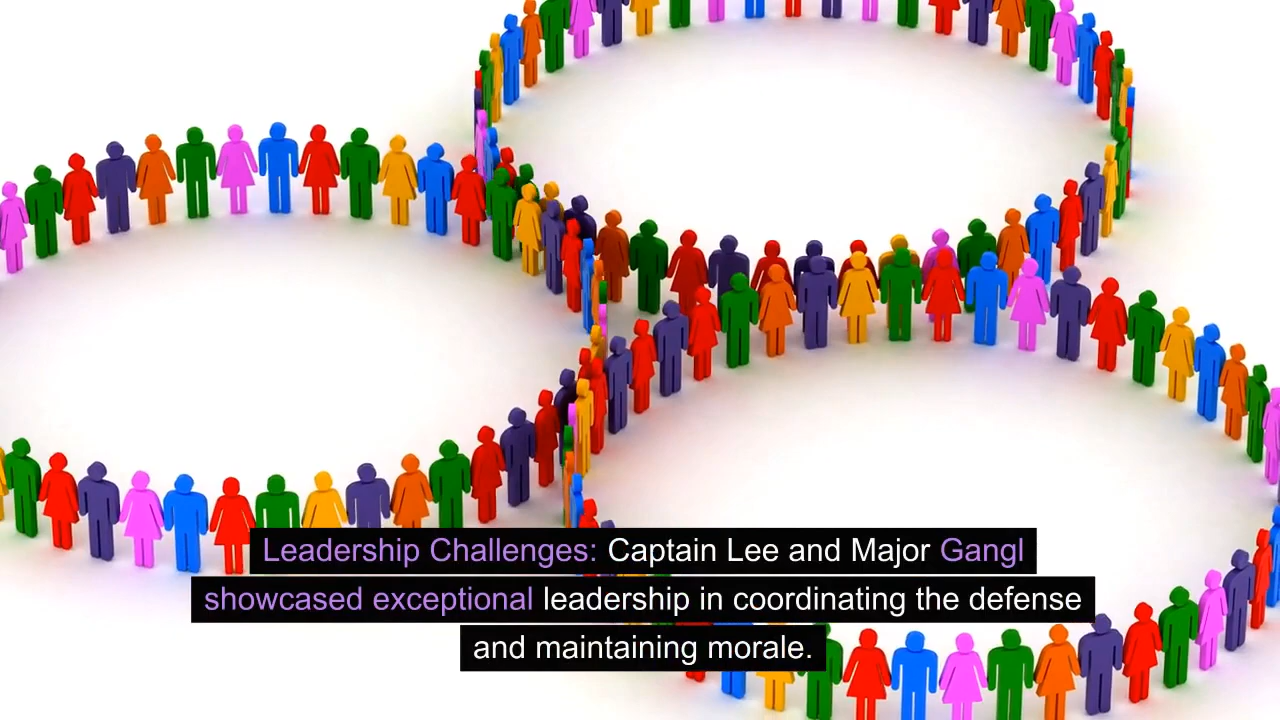 Leadership Challenges: Captain Lee and Major Gangl
showcased exceptional leadership in coordinating the defense
and maintaining morale.